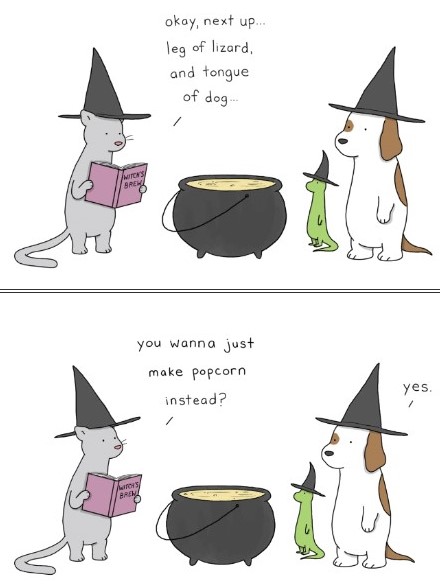 okay, next up...
leg of lizard,
and tongue
of dog...
WITCH'S
BREW
you wanna just
make popcorn
instead?
yes.
WITCH'S
BREW